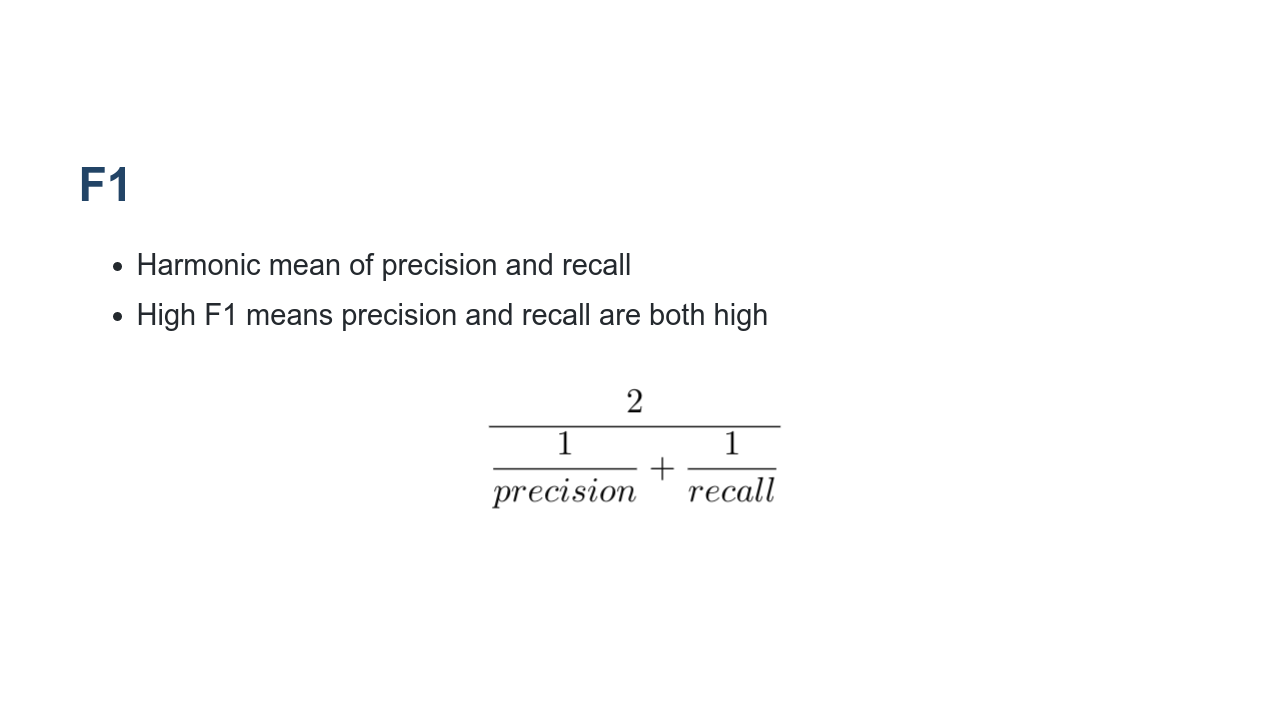 F1
• Harmonic mean of precision and recall
• High F1 means precision and recall are both high
2
1 1
+
precision recall